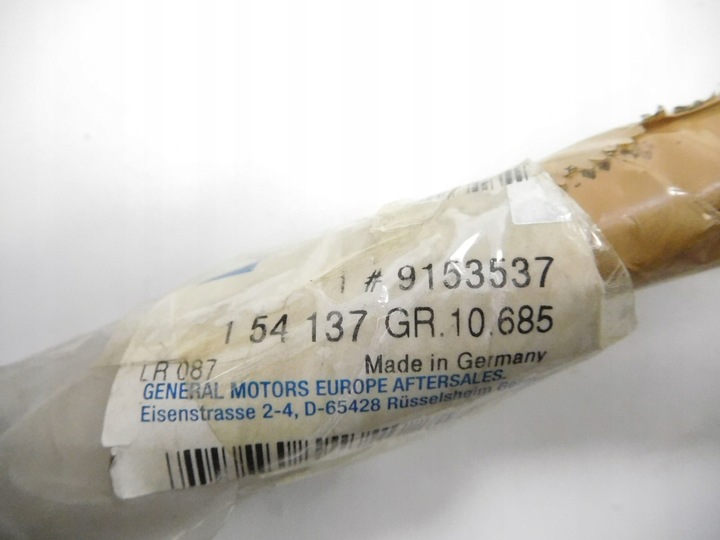 1 # 9153537
1 54 137 GR.10.685
LR 087 Made in Germany
GENERAL MOTORS EUROPE AFTERSALES.
Eisenstrasse 2-4, D-65428 Rüsselsheim